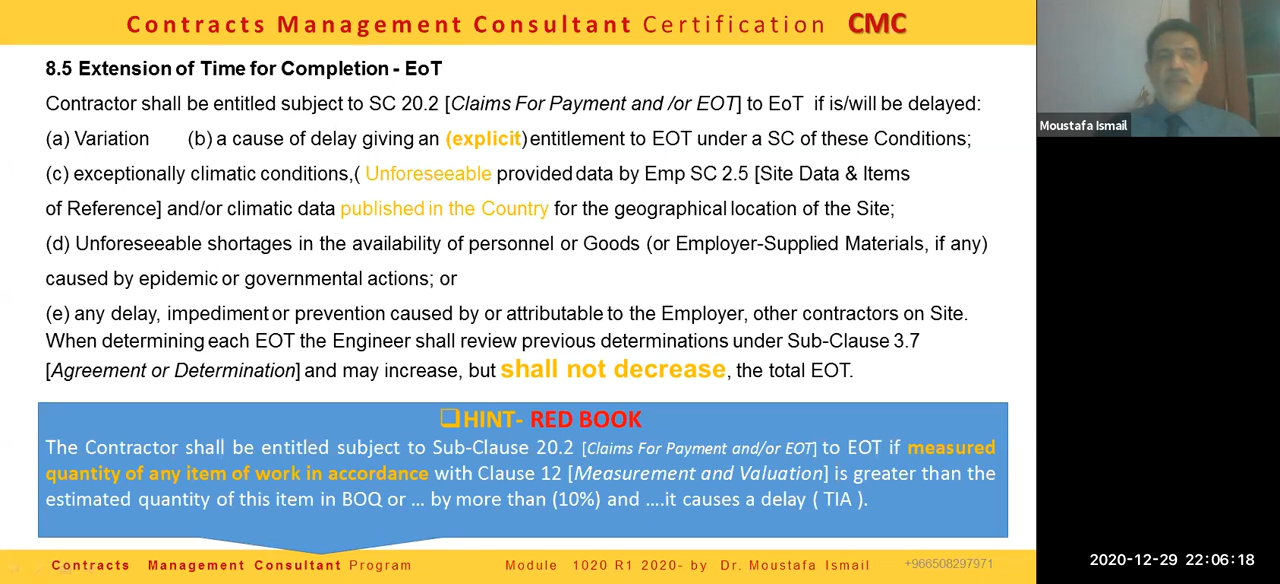 Contracts Management Consultant Certification CMC
8.5 Extension of Time for Completion - EoT
Contractor shall be entitled subject to SC 20.2 [Claims For Payment and /or EOT] to EoT if is/will be delayed:
(a) Variation (b) a cause of delay giving an (explicit) entitlement to EOT under a SC of these Conditions;
(c) exceptionally climatic conditions,( Unforeseeable provided data by Emp SC 2.5 [Site Data & Items
of Reference] and/or climatic data published in the Country for the geographical location of the Site;
(d) Unforeseeable shortages in the availability of personnel or Goods (or Employer-Supplied Materials, if any)
caused by epidemic or governmental actions; or
(e) any delay, impediment or prevention caused by or attributable to the Employer, other contractors on Site.
When determining each EOT the Engineer shall review previous determinations under Sub-Clause 3.7
[Agreement or Determination] and may increase, but shall not decrease, the total EOT.
❑HINT- RED BOOK
The Contractor shall be entitled subject to Sub-Clause 20.2 [Claims For Payment and/or EOT] to EOT if measured
quantity of any item of work in accordance with Clause 12 [Measurement and Valuation] is greater than the
estimated quantity of this item in BOQ or ... by more than (10%) and ....it causes a delay ( TIA ).
Contracts Management Consultant Program Module 1020 R1 2020- by Dr. Moustafa Ismail +966508297971
Moustafa Ismail
2020-12-29 22:06:18